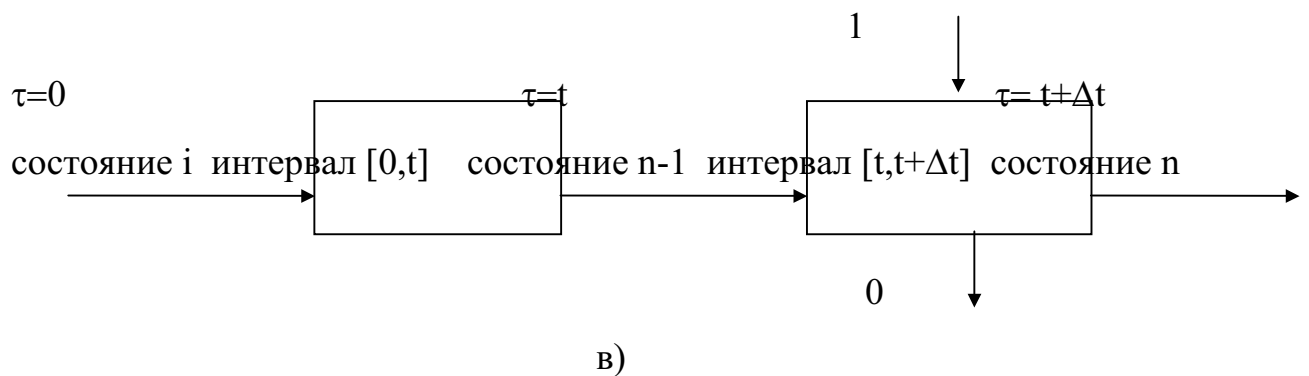 1
τ=0 τ=t τ= t+Δt
состояние i интервал [0,t] состояние n-1 интервал [t,t+Δt] состояние n
0
в)